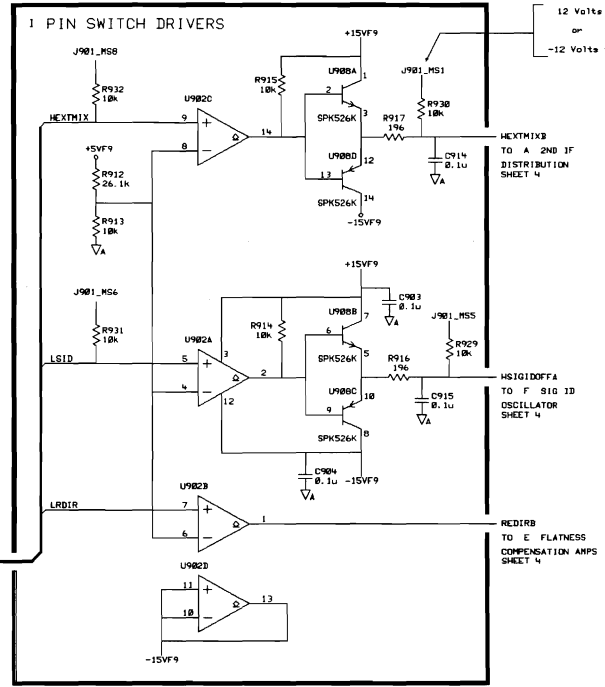 1 PIN SWITCH DRIVERS
12 Volts
or
-12 Volts
+15VF9
J901_MS8
R932
10k
U902C
R915
10k
U908A
1
2
3
SPK526K
J901_MS1
R930
10k
HEXTMIX
9
+
8
-
14
R917
196
HEXTMIXB
TO A 2ND IF
DISTRIBUTION
SHEET 4
+5VF9
R912
26.1k
U908D
12
13
SPK526K
14
-15VF9
C914
0.1u
A
R913
10k
A
+15VF9
J901_MS6
R931
10k
C903
0.1u
A
U908B
7
R914
10k
6
SPK526K
5
J901_MS5
R929
10k
LSID
U902A
5
+
3
4
-
12
2
R916
196
HSIGIDOFFA
TO F SIG ID
OSCILLATOR
SHEET 4
U908C
10
9
SPK526K
8
C915
0.1u
A
C904
0.1u
A
-15VF9
LRDIR
U902B
7
+
6
-
1
REDIRB
TO E FLATNESS
COMPENSATION AMPS
SHEET 4
U902D
11
+
10
-
13
-15VF9